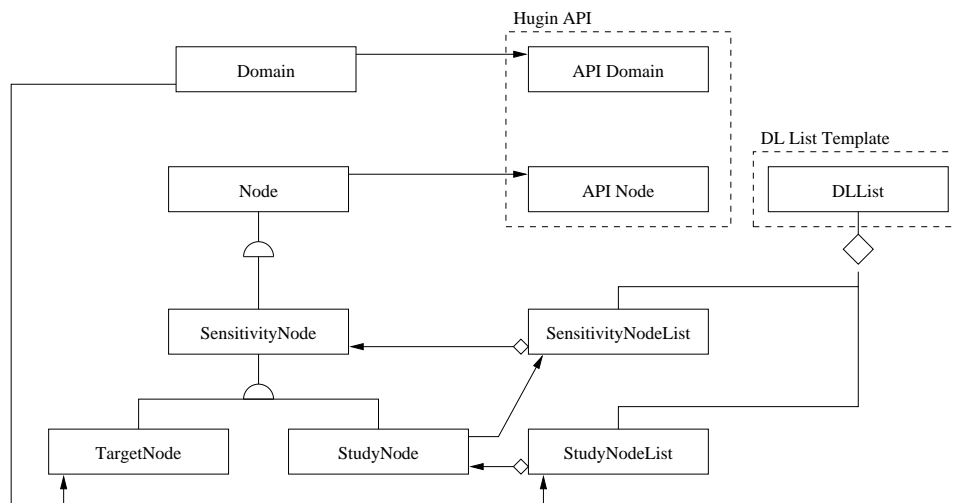 Hugin API
Domain
API Domain
DL List Template
Node
API Node
DLList
SensitivityNode
SensitivityNodeList
TargetNode
StudyNode
StudyNodeList